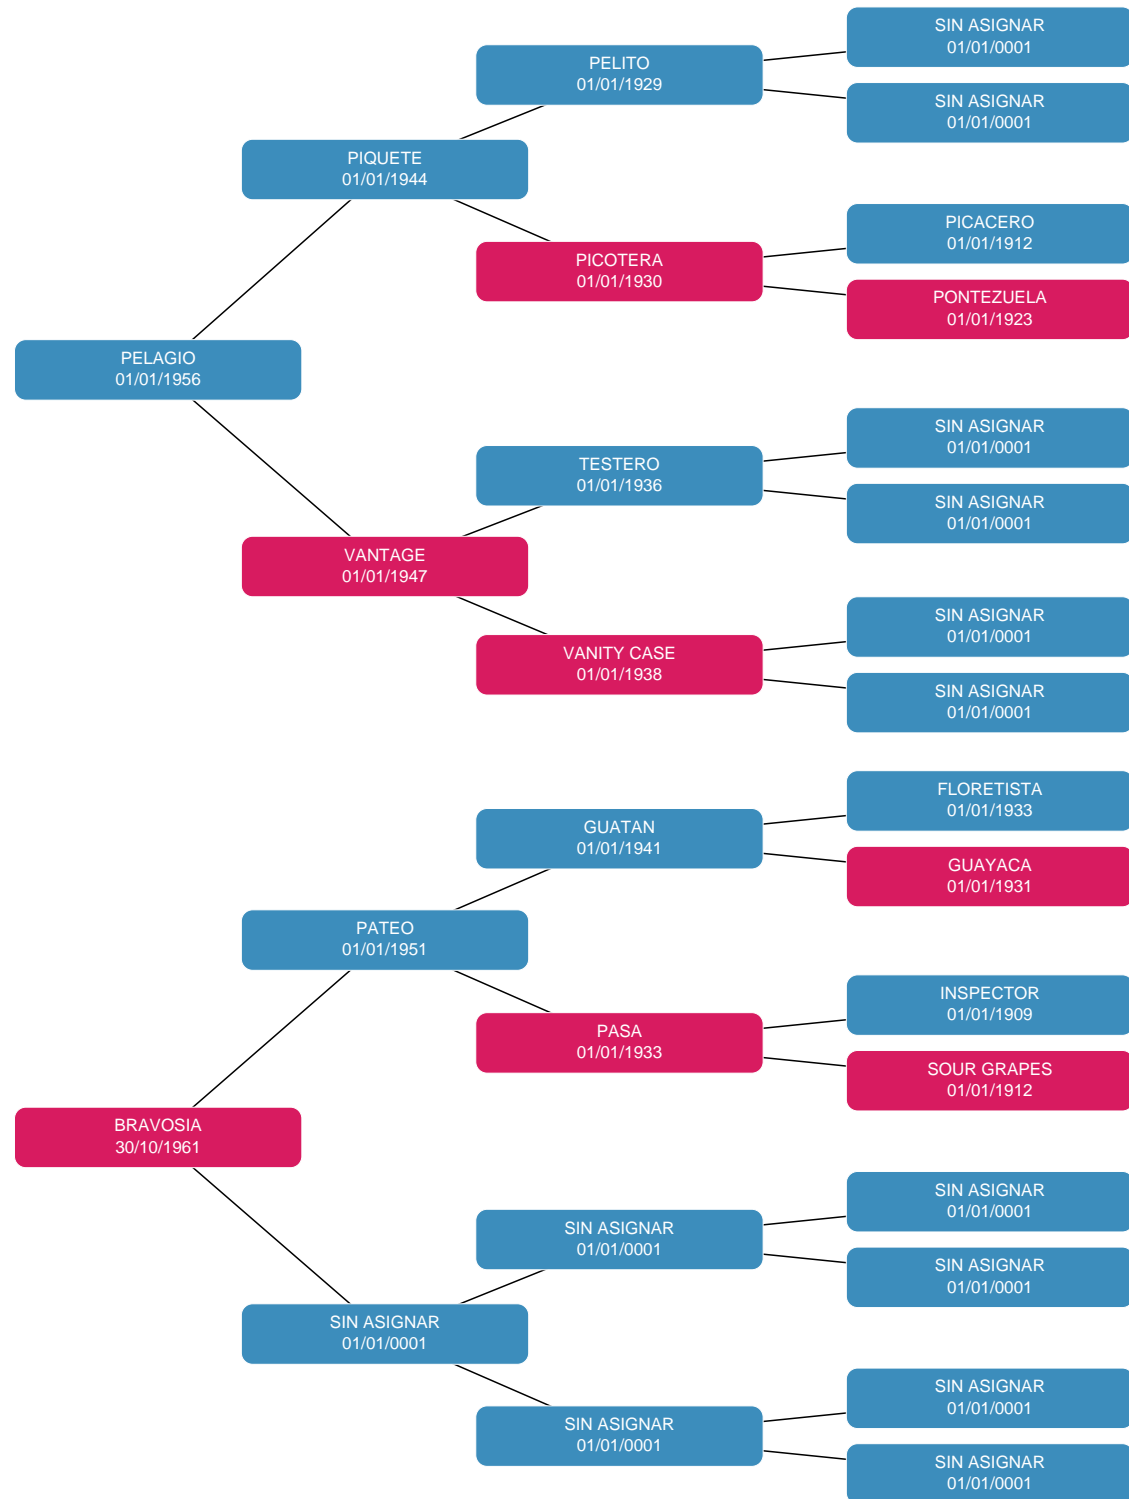 SIN ASIGNAR
01/01/0001
PELITO
01/01/1929
SIN ASIGNAR
01/01/0001
PIQUETE
01/01/1944
PICACERO
01/01/1912
PICOTERA
01/01/1930
PONTEZUELA
01/01/1923
PELAGIO
01/01/1956
SIN ASIGNAR
01/01/0001
TESTERO
01/01/1936
SIN ASIGNAR
01/01/0001
VANTAGE
01/01/1947
SIN ASIGNAR
01/01/0001
VANITY CASE
01/01/1938
SIN ASIGNAR
01/01/0001
FLORETISTA
01/01/1933
GUATAN
01/01/1941
GUAYACA
01/01/1931
PATEO
01/01/1951
INSPECTOR
01/01/1909
PASA
01/01/1933
SOUR GRAPES
01/01/1912
BRAVOSIA
30/10/1961
SIN ASIGNAR
01/01/0001
SIN ASIGNAR
01/01/0001
SIN ASIGNAR
01/01/0001
SIN ASIGNAR
01/01/0001
SIN ASIGNAR
01/01/0001
SIN ASIGNAR
01/01/0001
SIN ASIGNAR
01/01/0001